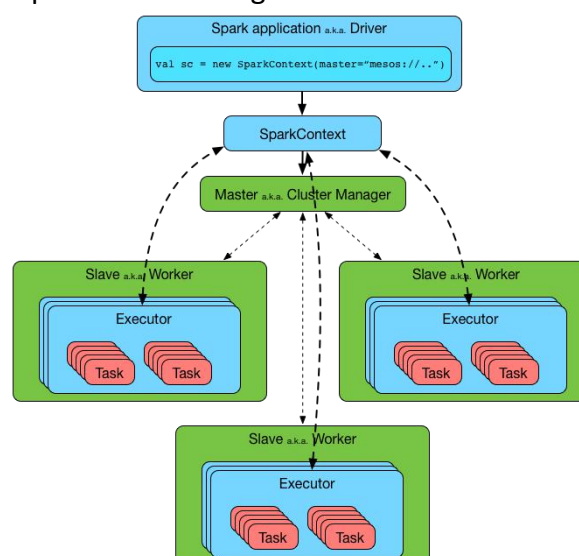 Spark application a.k.a. Driver
val sc = new SparkContext(master="mesos://..")
SparkContext
Master a.k.a. Cluster Manager
Slave a.k.a. Worker
Executor
Task
Task
Slave a.k.a. Worker
Executor
Task
Task
Slave a.k.a. Worker
Executor
Task
Task